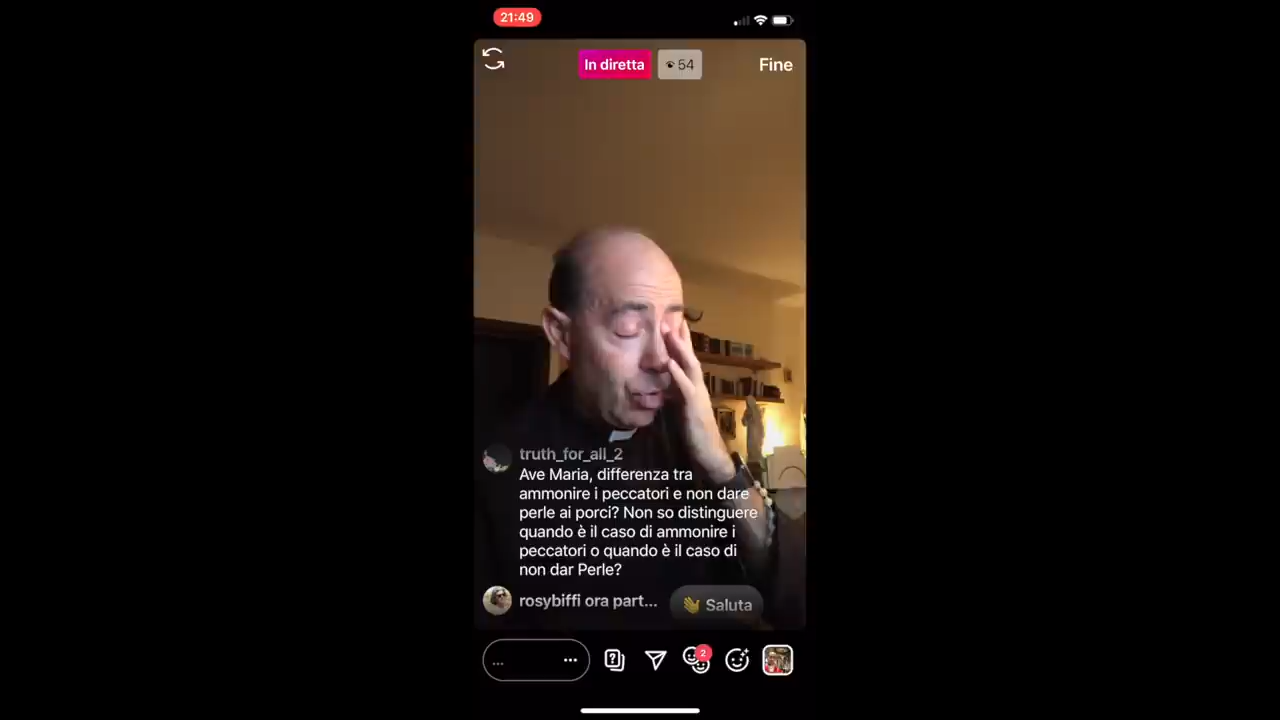 21:49
In diretta
54
Fine
truth_for_all_2
Ave Maria, differenza tra
ammonire i peccatori e non dare
perle ai porci? Non so distinguere
quando è il caso di ammonire i
peccatori o quando è il caso di
non dar Perle?
rosybiffi ora part...
👋 Saluta
...
2